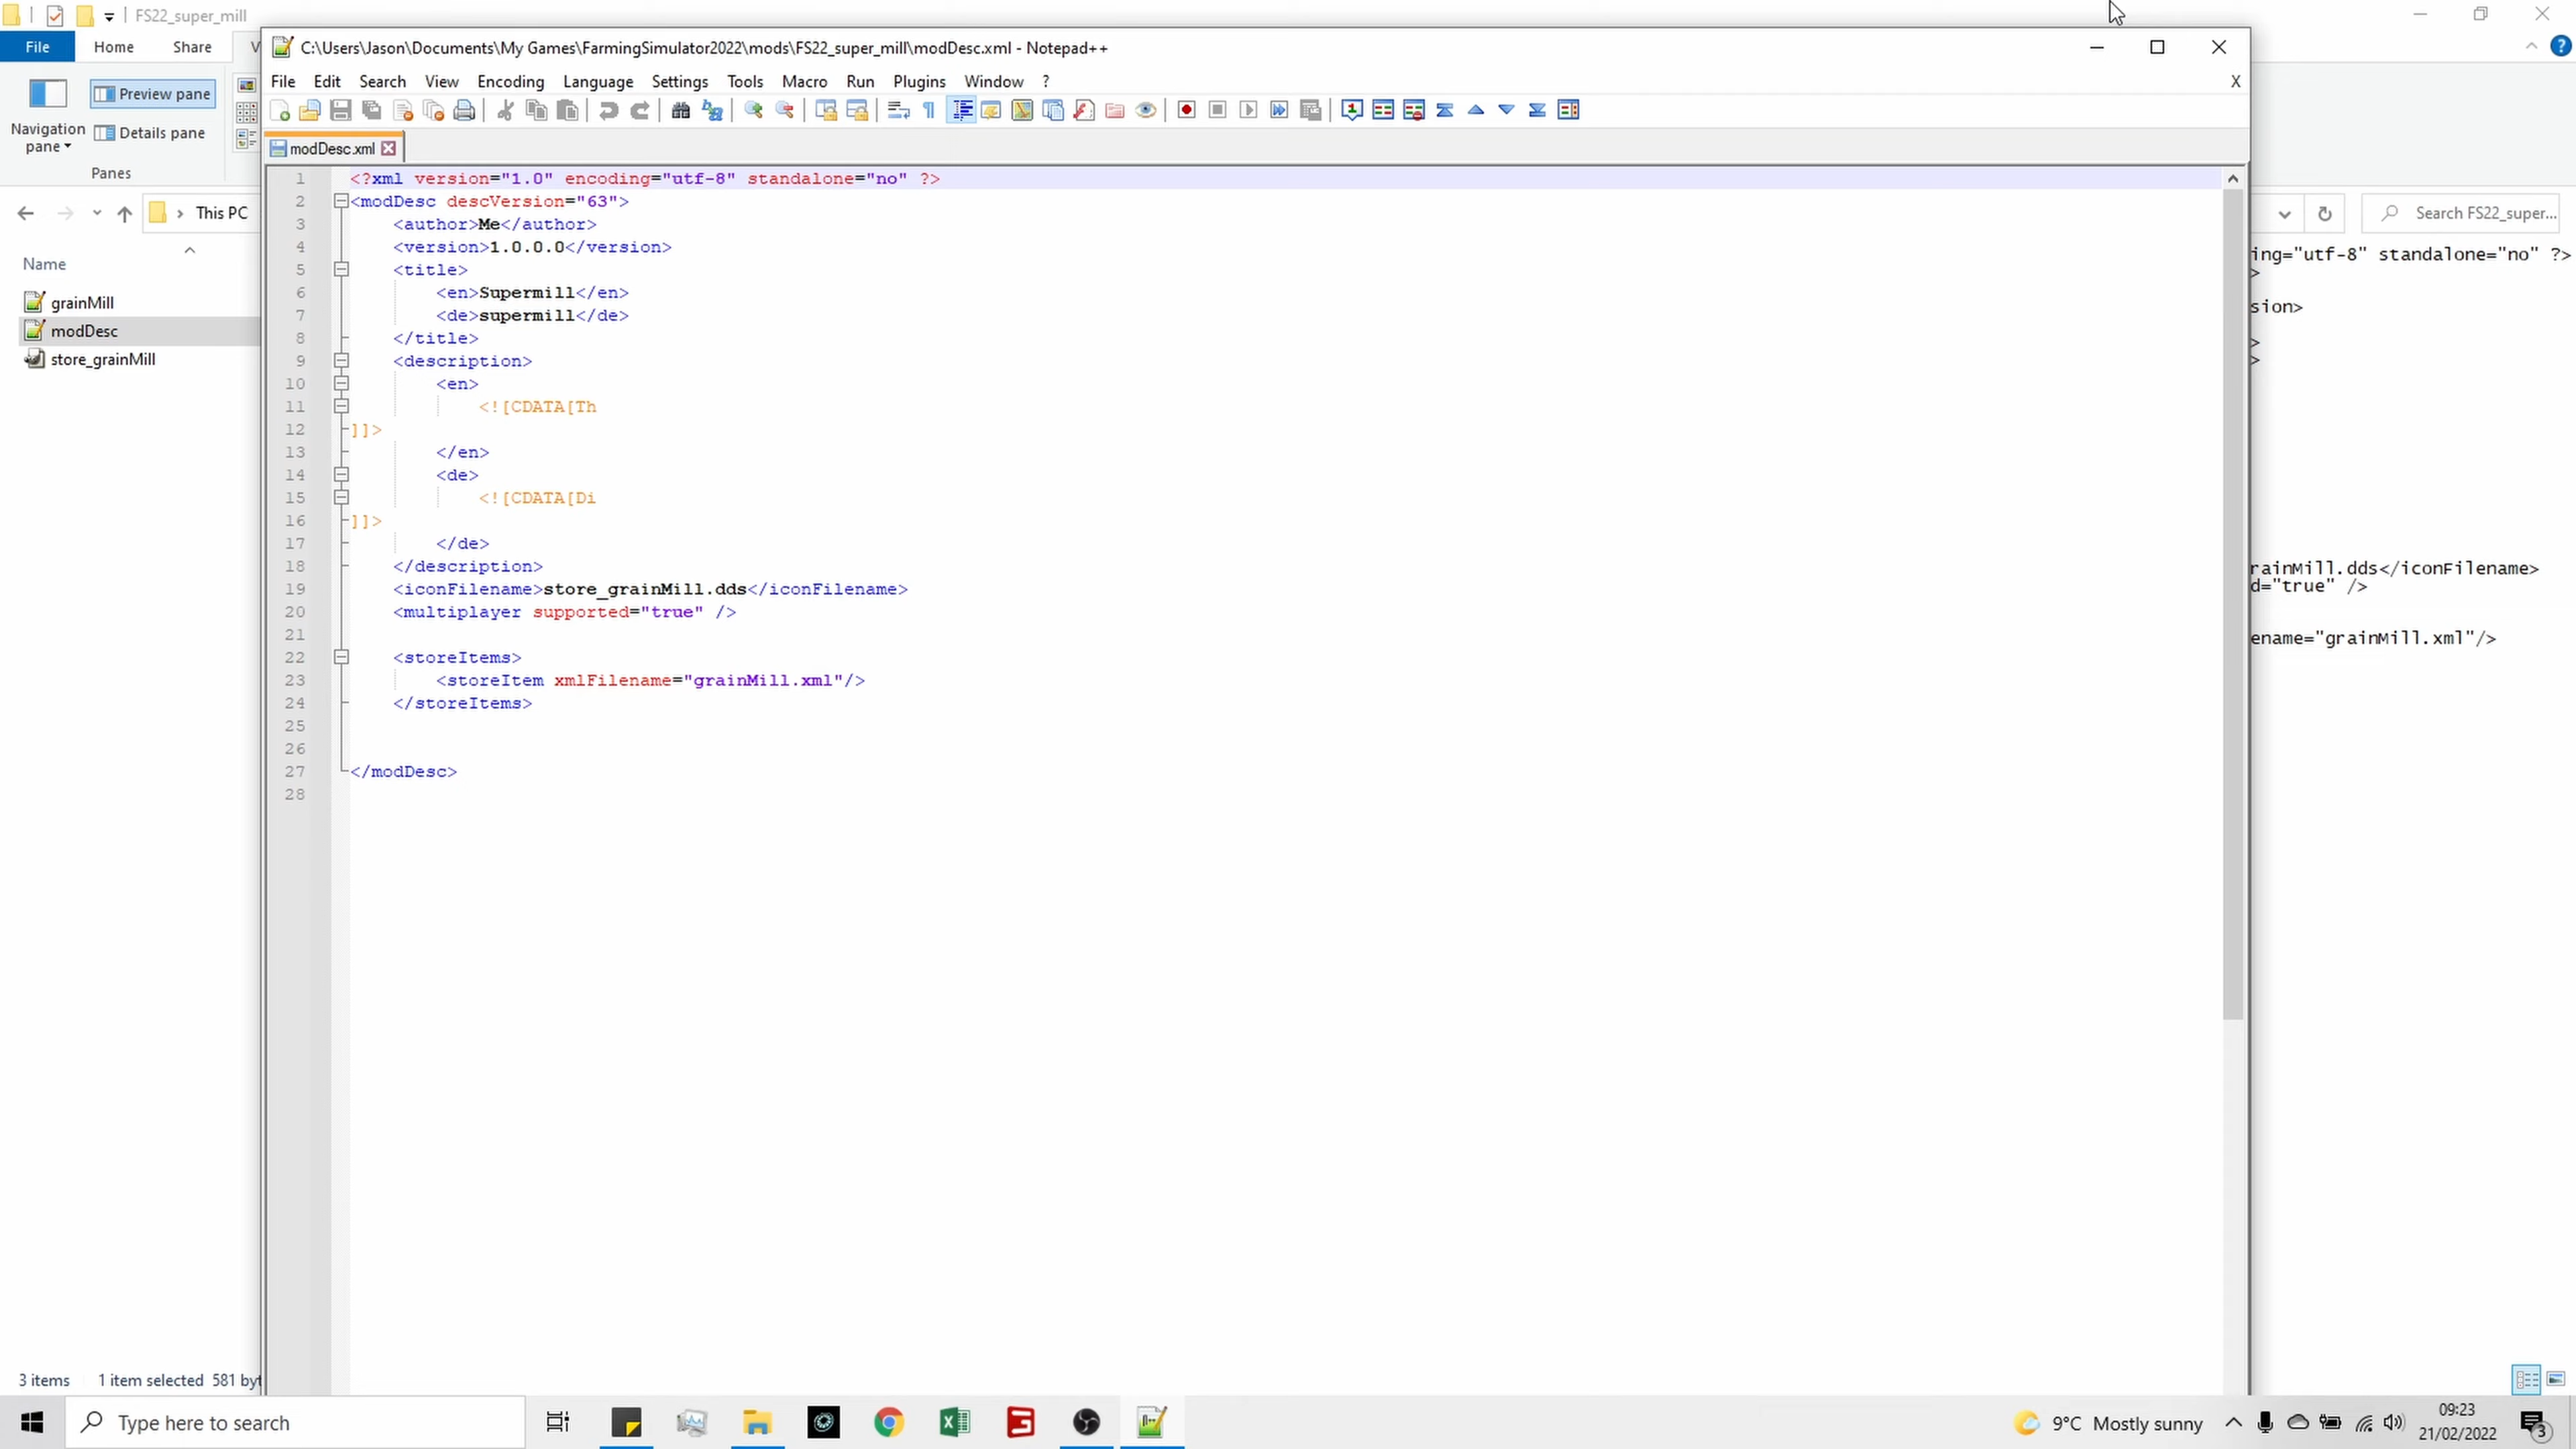 FS22_super_mill
File Home Share V
C:\Users\Jason\Documents\My Games\FarmingSimulator2022\mods\FS22_super_mill\modDesc.xml - Notepad++
File Edit Search View Encoding Language Settings Tools Macro Run Plugins Window ? X
Preview pane
Navigation pane
Details pane
Panes
modDesc.xml
This PC
Search FS22_super...
Name
grainMill
modDesc
store_grainMill
1 <?xml version="1.0" encoding="utf-8" standalone="no" ?>
2 <modDesc descVersion="63">
3 <author>Me</author>
4 <version>1.0.0.0</version>
5 <title>
6 <en>Supermill</en>
7 <de>supermill</de>
8 </title>
9 <description>
10 <en>
11 <![CDATA[Th
12 ]]>
13 </en>
14 <de>
15 <![CDATA[Di
16 ]]>
17 </de>
18 </description>
19 <iconFilename>store_grainMill.dds</iconFilename>
20 <multiplayer supported="true" />
21
22 <storeItems>
23 <storeItem xmlFilename="grainMill.xml"/>
24 </storeItems>
25
26
27 </modDesc>
28
ing="utf-8" standalone="no" ?>
>
sion>
>
>
rainMill.dds</iconFilename>
d="true" />
ename="grainMill.xml"/>
3 items 1 item selected 581 byt
Type here to search
9°C Mostly sunny
09:23
21/02/2022
3